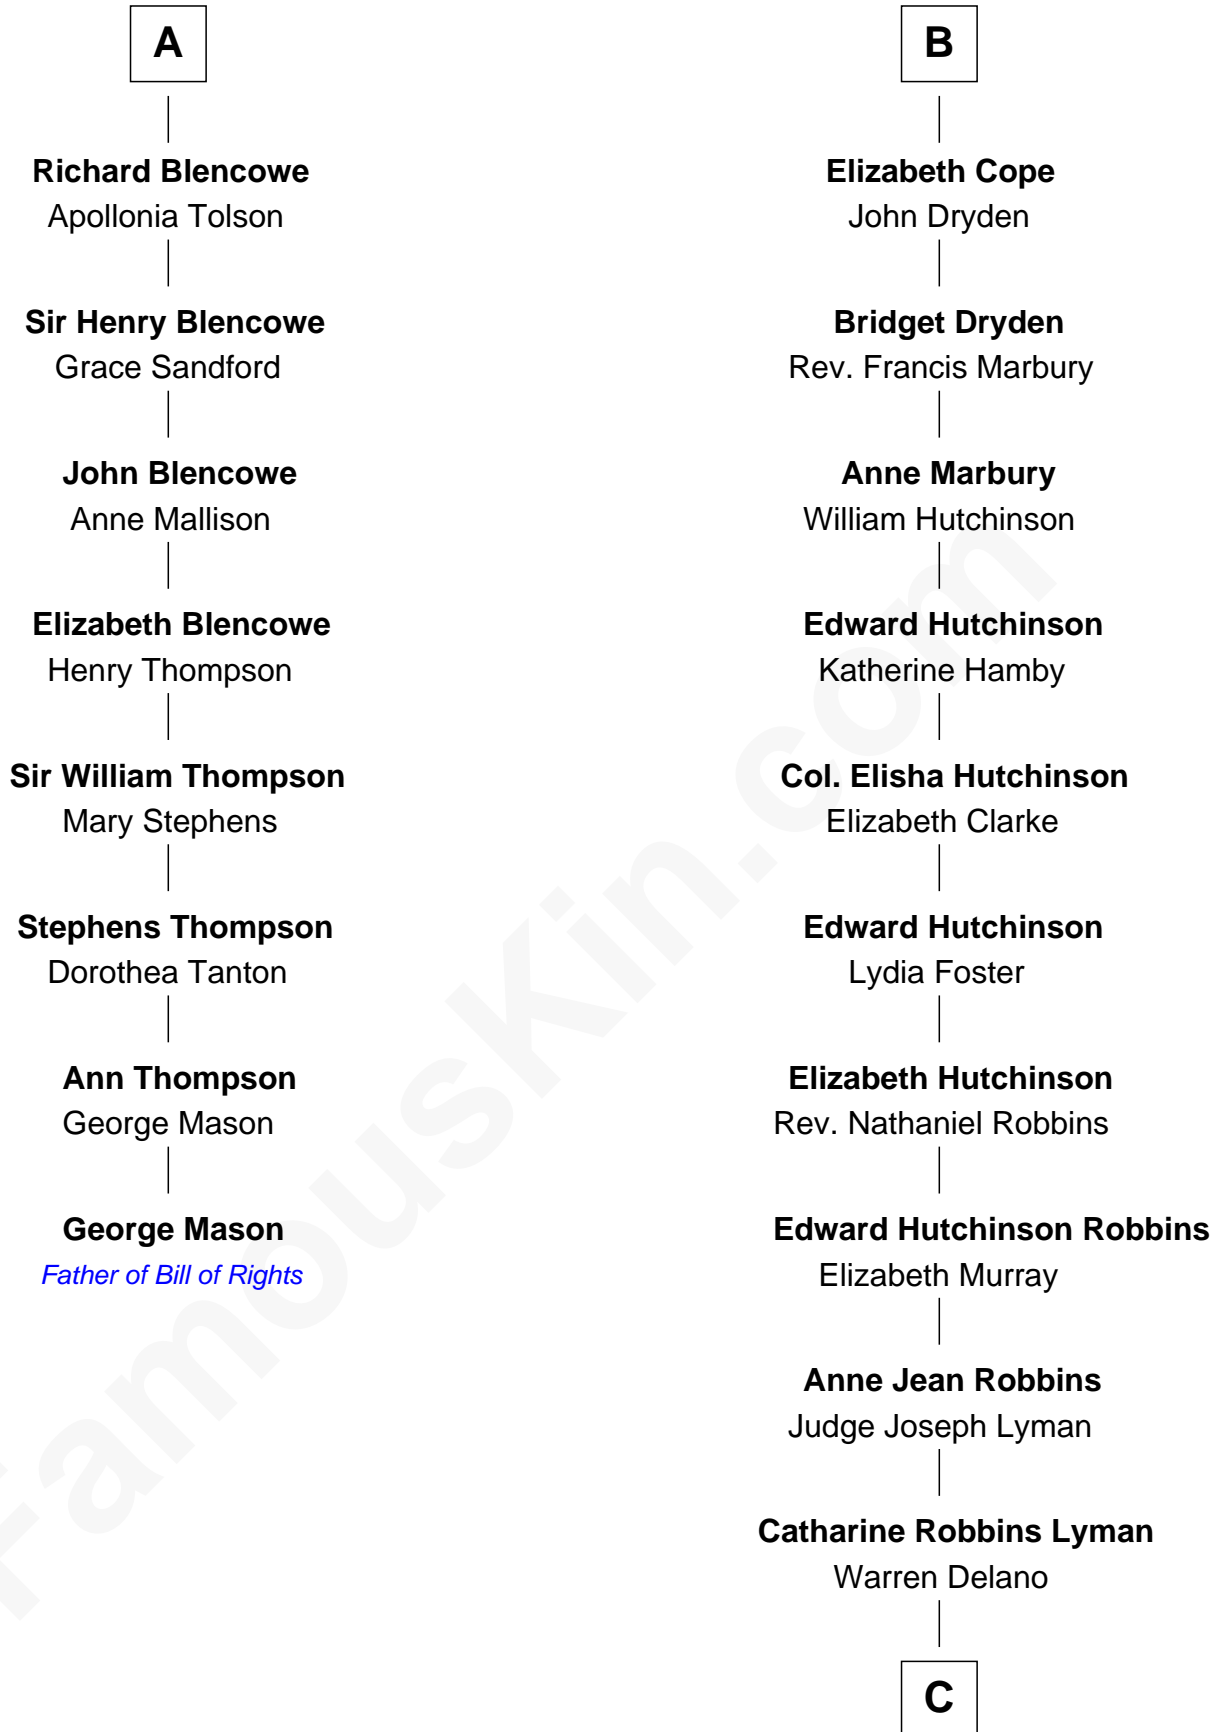 A
Richard Blencowe
Apollonia Tolson
Sir Henry Blencowe
Grace Sandford
John Blencowe
Anne Mallison
Elizabeth Blencowe
Henry Thompson
Sir William Thompson
Mary Stephens
Stephens Thompson
Dorothea Tanton
Ann Thompson
George Mason
George Mason
Father of Bill of Rights
B
Elizabeth Cope
John Dryden
Bridget Dryden
Rev. Francis Marbury
Anne Marbury
William Hutchinson
Edward Hutchinson
Katherine Hamby
Col. Elisha Hutchinson
Elizabeth Clarke
Edward Hutchinson
Lydia Foster
Elizabeth Hutchinson
Rev. Nathaniel Robbins
Edward Hutchinson Robbins
Elizabeth Murray
Anne Jean Robbins
Judge Joseph Lyman
Catharine Robbins Lyman
Warren Delano
C
FamousKin.com